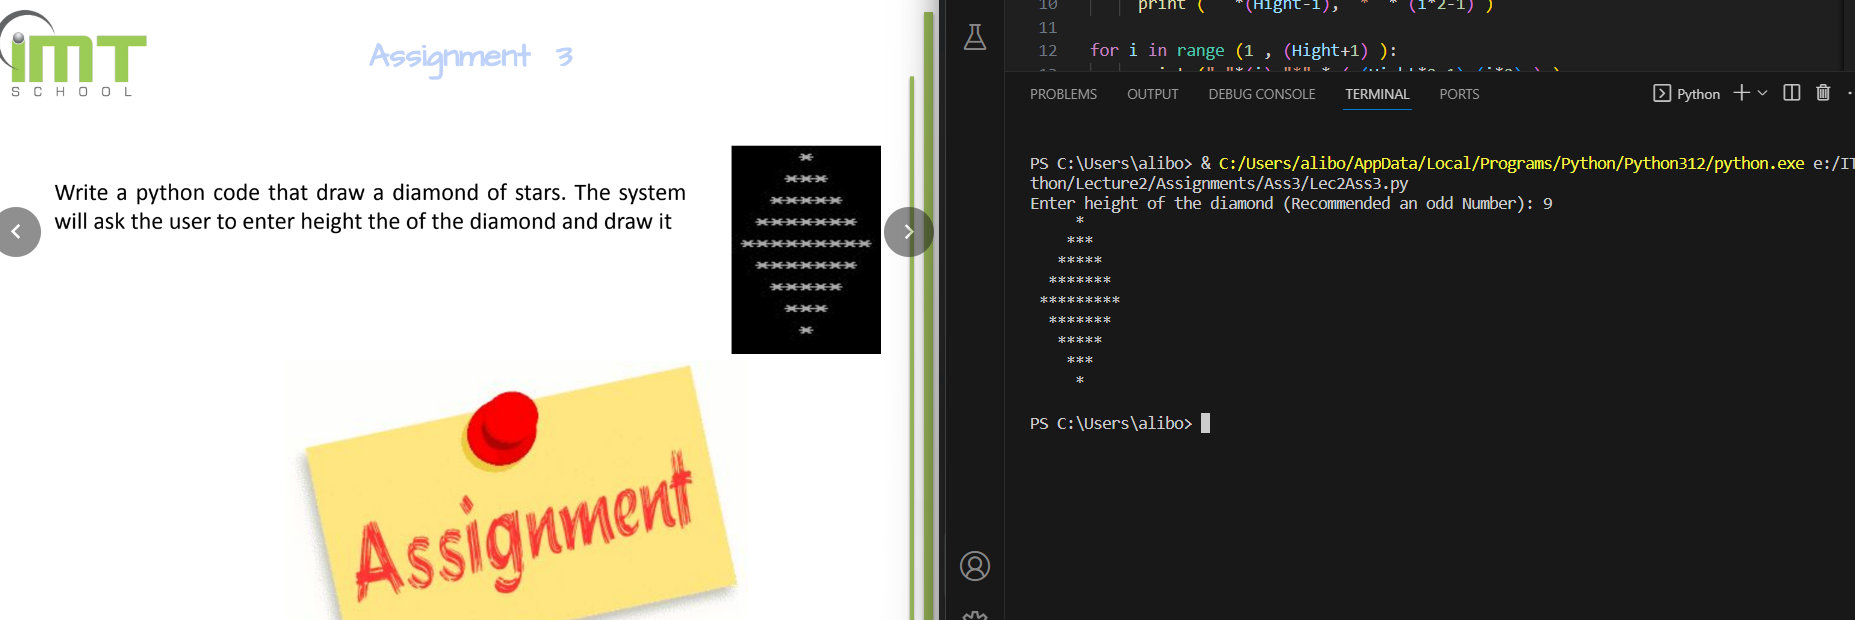 iMT
SCHOOL
Assignment 3
Write a python code that draw a diamond of stars. The system
will ask the user to enter height the of the diamond and draw it
*
***
*****
*******
*********
*******
*****
***
*
Assignment
10
11
12 for i in range (1 , (Hight+1) ):
PROBLEMS OUTPUT DEBUG CONSOLE TERMINAL PORTS Python
PS C:\Users\alibo> & C:/Users/alibo/AppData/Local/Programs/Python/Python312/python.exe e:/IT
thon/Lecture2/Assignments/Ass3/Lec2Ass3.py
Enter height of the diamond (Recommended an odd Number): 9
*
***
*****
*******
*********
*******
*****
***
*
PS C:\Users\alibo>